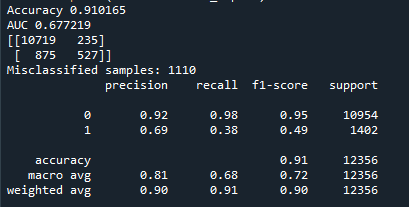 Accuracy 0.910165
AUC 0.677219
[[10719 235]
[ 875 527]]
Misclassified samples: 1110
precision recall f1-score support
0 0.92 0.98 0.95 10954
1 0.69 0.38 0.49 1402
accuracy 0.91 12356
macro avg 0.81 0.68 0.72 12356
weighted avg 0.90 0.91 0.90 12356